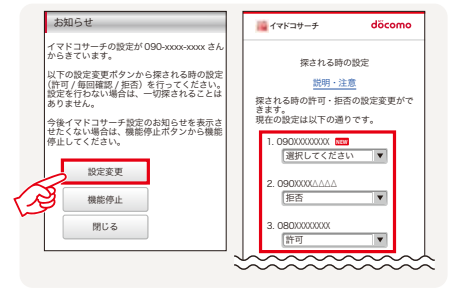 お知らせ
イマドコサーチの設定が090-xxxx-xxxx さん
からきています。
以下の設定変更ボタンから探される時の設定
(許可/毎回確認/拒否)を行ってください。
設定を行わない場合は、一切探されることは
ありません。
今後イマドコサーチ設定のお知らせを表示さ
せたくない場合は、機能停止ボタンから機能
停止してください。
設定変更
機能停止
閉じる
イマドコサーチ
döcomo
探される時の設定
説明・注意
探される時の許可・拒否の設定変更がで
きます。
現在の設定は以下の通りです。
1. 090XXXXXXXX NEW
選択してください ▼
2. 090XXXX△△△△
拒否 ▼
3. 080XXXXXXXX
許可 ▼